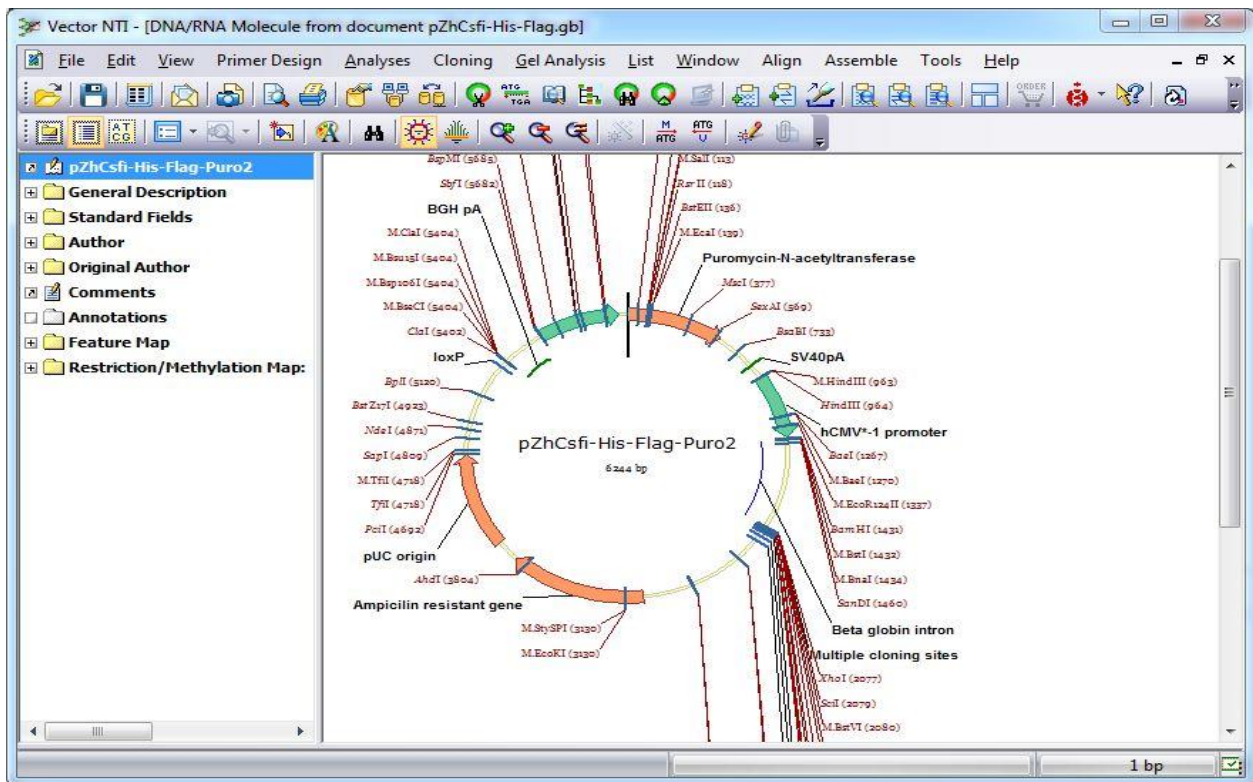 Vector NTI - [DNA/RNA Molecule from document pZhCsfi-His-Flag.gb]
File Edit View Primer Design Analyses Cloning Gel Analysis List Window Align Assemble Tools Help
ATG
TGA
ORDER
AT
CG
M
ATG
ATG
U
pZhCsfi-His-Flag-Puro2
General Description
Standard Fields
Author
Original Author
Comments
Annotations
Feature Map
Restriction/Methylation Map:
BspMI (5685)
SbfI (5682)
BGH pA
M.ClaI (5404)
M.Bsu15I (5404)
M.Bsp106I (5404)
M.BseCI (5404)
ClaI (5402)
loxP
BplI (5120)
BstZ17I (4923)
NdeI (4871)
SapI (4809)
M.TfiI (4718)
TfiI (4718)
PciI (4692)
pUC origin
AhdI (3804)
Ampicilin resistant gene
M.StySPI (3130)
M.EcoKI (3130)
pZhCsfi-His-Flag-Puro2
6244 bp
M.SalI (113)
RsrII (118)
BstEII (136)
M.EcaI (139)
Puromycin-N-acetyltransferase
MscI (377)
SexAI (569)
BsaBI (733)
SV40pA
M.HindIII (963)
HindIII (964)
hCMV*-1 promoter
BaeI (1267)
M.BaeI (1270)
M.EcoR124II (1337)
BamHI (1431)
M.BstI (1432)
M.BnaI (1434)
SanDI (1460)
Beta globin intron
Multiple cloning sites
XhoI (2077)
SciI (2079)
M.BstVI (2080)
1 bp